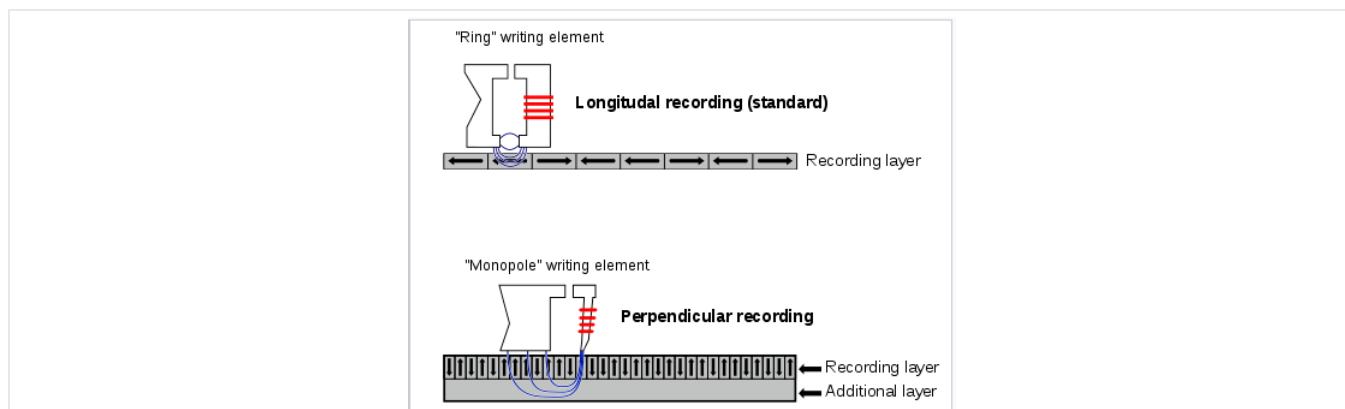 "Ring" writing element
Longitudal recording (standard)
Recording layer
"Monopole" writing element
Perpendicular recording
Recording layer
Additional layer